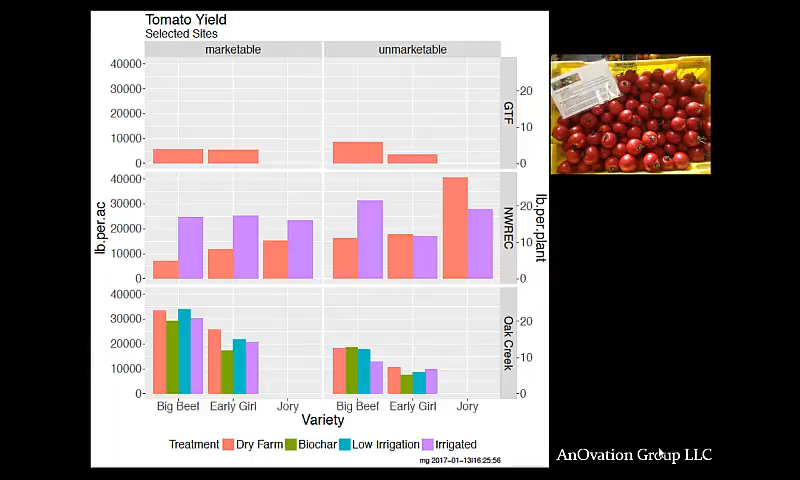 Tomato Yield
Selected Sites
marketable
unmarketable
40000
30000
20000
10000
0
20
10
0
GTF
40000
30000
20000
10000
0
20
10
0
NWREC
40000
30000
20000
10000
0
20
10
0
Oak Creek
lb.per.ac
lb.per.plant
Big Beef Early Girl Jory
Big Beef Early Girl Jory
Variety
Treatment Dry Farm Biochar Low Irrigation Irrigated
mg 2017-01-13/16:25:56
AnOvation Group LLC